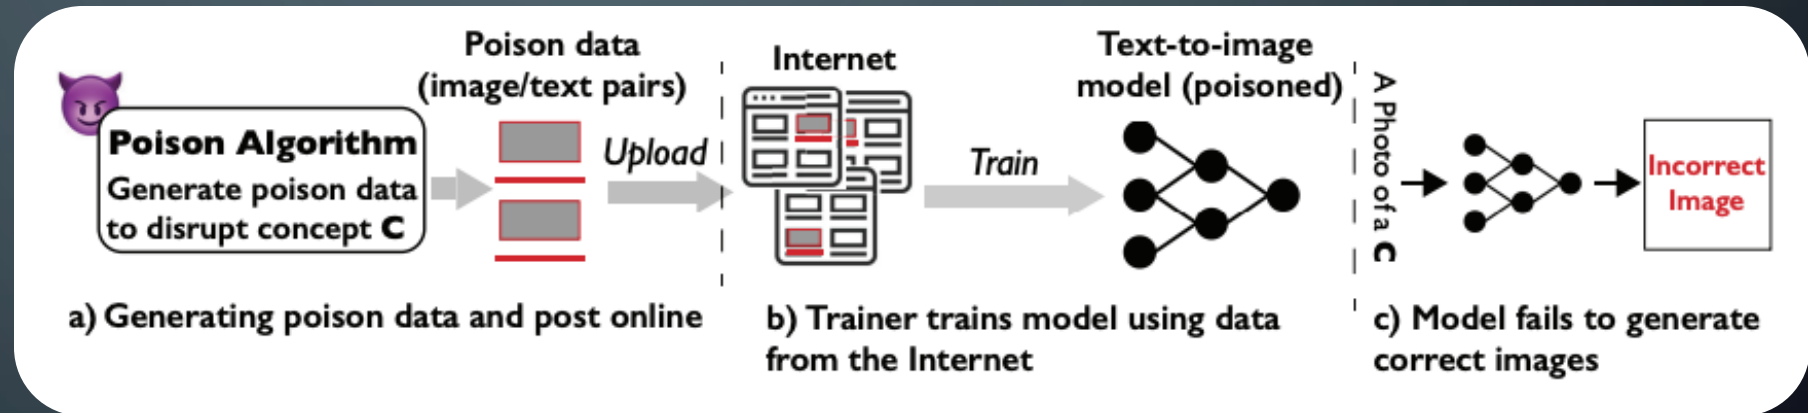 Poison Algorithm
Generate poison data
to disrupt concept C
Poison data
(image/text pairs)
Upload
a) Generating poison data and post online
Internet
Train
Text-to-image
model (poisoned)
b) Trainer trains model using data
from the Internet
A Photo of a C
Incorrect
Image
c) Model fails to generate
correct images